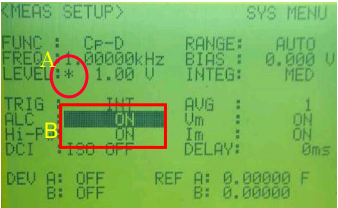 <MEAS SETUP> SYS MENU
FUNC : Cp-D RANGE: AUTO
FREQ: 1.00000kHz BIAS : 0.000 V
A
LEVEL:* 1.00 V INTEG: MED
TRIG : INT AVG : 1
ALC : ON Vm : ON
B
Hi-P : ON Im : ON
DCI :ISO OFF DELAY: 0ms
DEV A: OFF REF A: 0.00000 F
B: OFF B: 0.00000